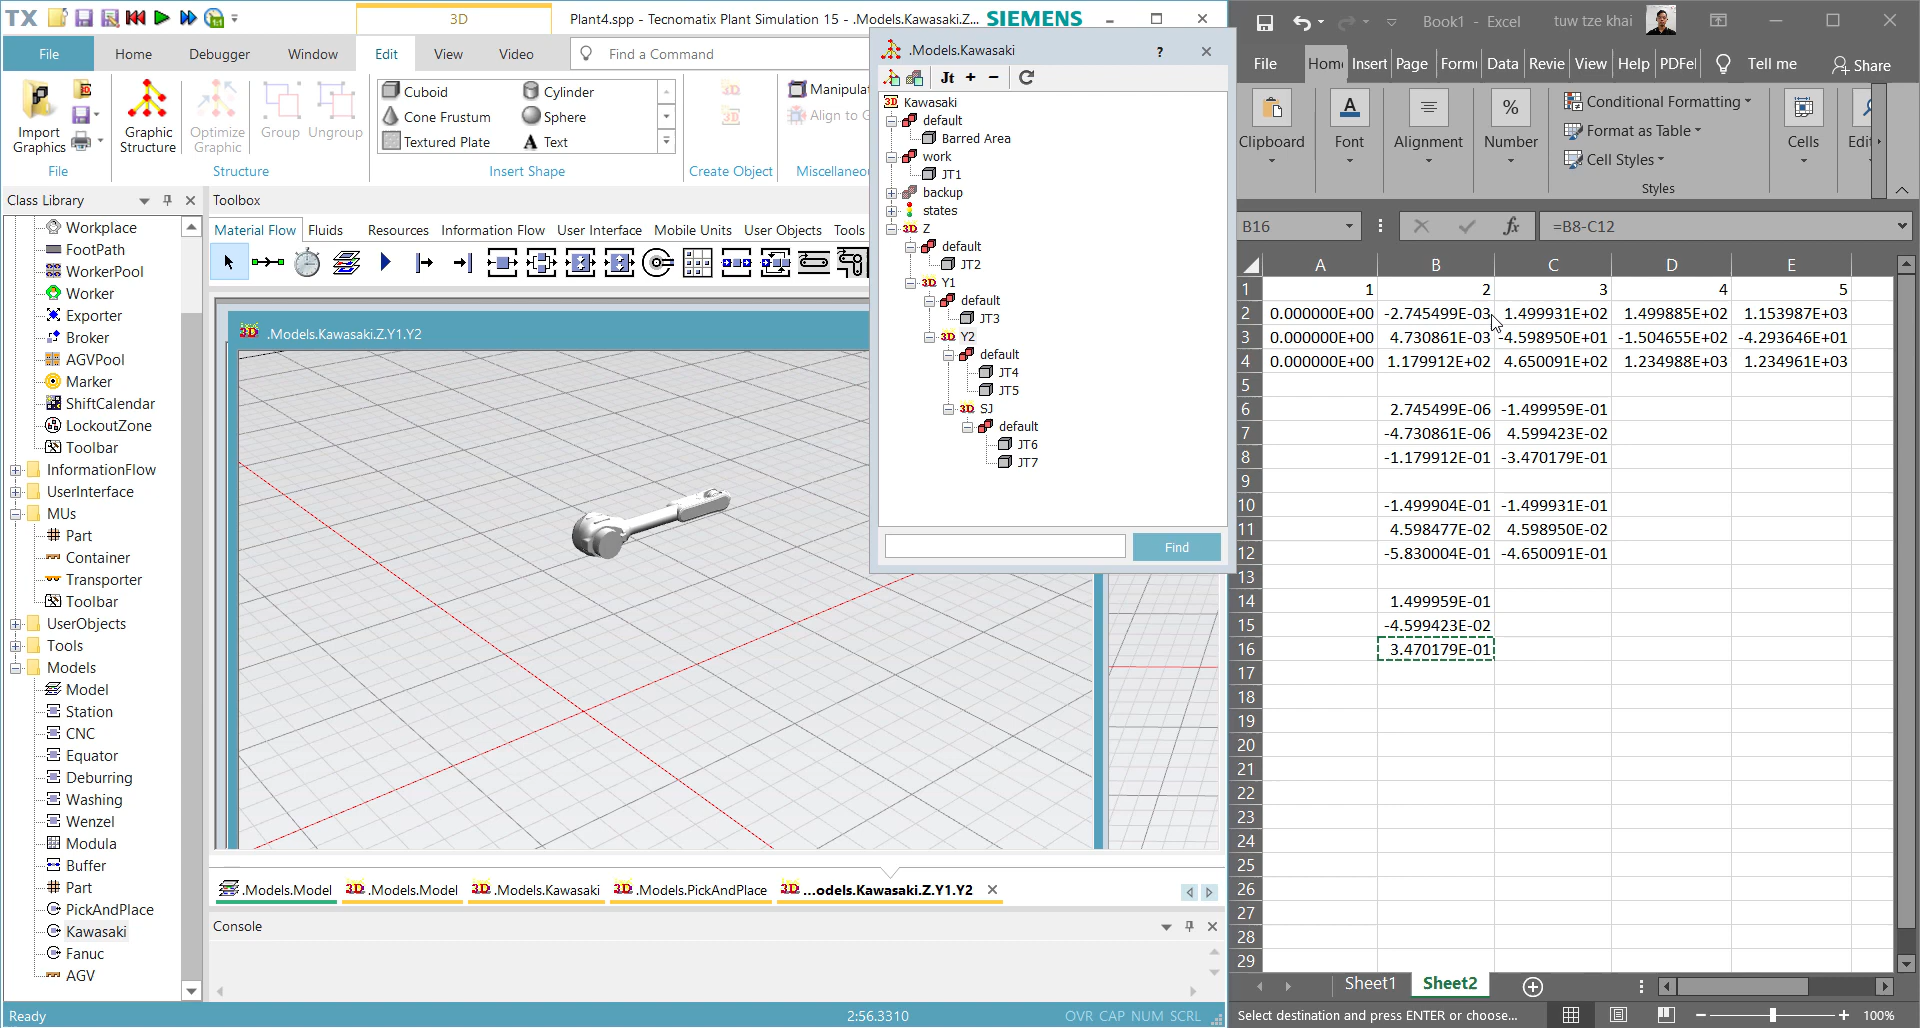 TX
3D
Plant4.spp - Tecnomatix Plant Simulation 15 - .Models.Kawasaki.Z...
SIEMENS
File
Home
Debugger
Window
Edit
View
Video
Find a Command
Import Graphics
Graphic Structure
Optimize Graphic
Group
Ungroup
Cuboid
Cylinder
Cone Frustum
Sphere
Textured Plate
Text
Manipulat
Align to G
File
Structure
Insert Shape
Create Object
Miscellaneou
Class Library
Workplace
FootPath
WorkerPool
Worker
Exporter
Broker
AGVPool
Marker
ShiftCalendar
LockoutZone
Toolbar
InformationFlow
UserInterface
MUs
Part
Container
Transporter
Toolbar
UserObjects
Tools
Models
Model
Station
CNC
Equator
Deburring
Washing
Wenzel
Modula
Buffer
Part
PickAndPlace
Kawasaki
Fanuc
AGV
Toolbox
Material Flow
Fluids
Resources
Information Flow
User Interface
Mobile Units
User Objects
Tools
.Models.Kawasaki.Z.Y1.Y2
.Models.Model
.Models.Model
.Models.Kawasaki
.Models.PickAndPlace
...odels.Kawasaki.Z.Y1.Y2
Console
Ready
2:56.3310
OVR CAP NUM SCRL
.Models.Kawasaki
?
Jt + -
Kawasaki
default
Barred Area
work
JT1
backup
states
Z
default
JT2
Y1
default
JT3
Y2
default
JT4
JT5
SJ
default
JT6
JT7
Find
Book1 - Excel
tuw tze khai
File
Home
Insert
Page
Formu
Data
Revie
View
Help
PDFel
Tell me
Share
Clipboard
Font
Alignment
Number
Conditional Formatting
Format as Table
Cell Styles
Styles
Cells
Edit
B16
fx
=B8-C12
A B C D E
1 1 2 3 4 5
2 0.000000E+00 -2.745499E-03 1.499931E+02 1.499885E+02 1.153987E+03
3 4.730861E-03 -4.598950E+01 -1.504655E+02 -4.293646E+01
4 0.000000E+00 1.179912E+02 4.650091E+02 1.234988E+03 1.234961E+03
5
6 2.745499E-06 -1.499959E-01
7 -4.730861E-06 4.599423E-02
8 -1.179912E-01 -3.470179E-01
9
10 -1.499904E-01 -1.499931E-01
11 4.598477E-02 4.598950E-02
12 -5.830004E-01 -4.650091E-01
13
14 1.499959E-01
15 -4.599423E-02
16 3.470179E-01
17
18
19
20
21
22
23
24
25
26
27
28
29
Sheet1
Sheet2
Select destination and press ENTER or choose...
100%